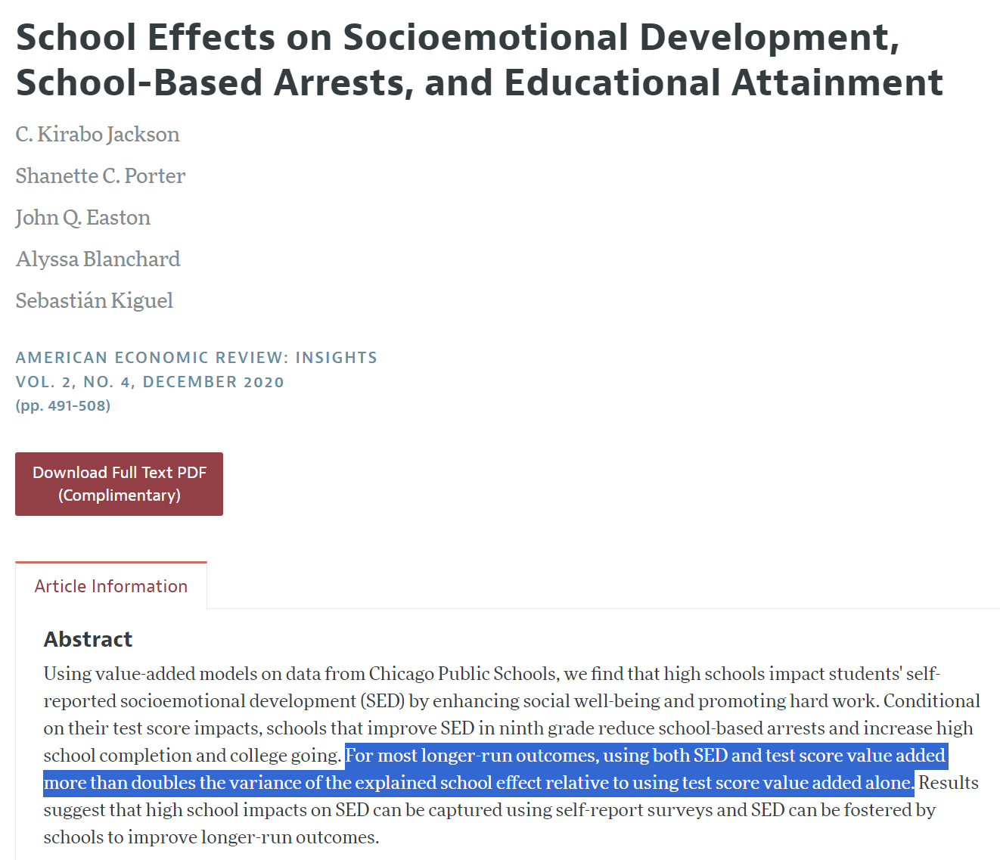 School Effects on Socioemotional Development,
School-Based Arrests, and Educational Attainment
C. Kirabo Jackson
Shanette C. Porter
John Q. Easton
Alyssa Blanchard
Sebastián Kiguel
AMERICAN ECONOMIC REVIEW: INSIGHTS
VOL. 2, NO. 4, DECEMBER 2020
(pp. 491-508)
Download Full Text PDF
(Complimentary)
Article Information
Abstract
Using value-added models on data from Chicago Public Schools, we find that high schools impact students' self-
reported socioemotional development (SED) by enhancing social well-being and promoting hard work. Conditional
on their test score impacts, schools that improve SED in ninth grade reduce school-based arrests and increase high
school completion and college going. For most longer-run outcomes, using both SED and test score value added
more than doubles the variance of the explained school effect relative to using test score value added alone. Results
suggest that high school impacts on SED can be captured using self-report surveys and SED can be fostered by
schools to improve longer-run outcomes.